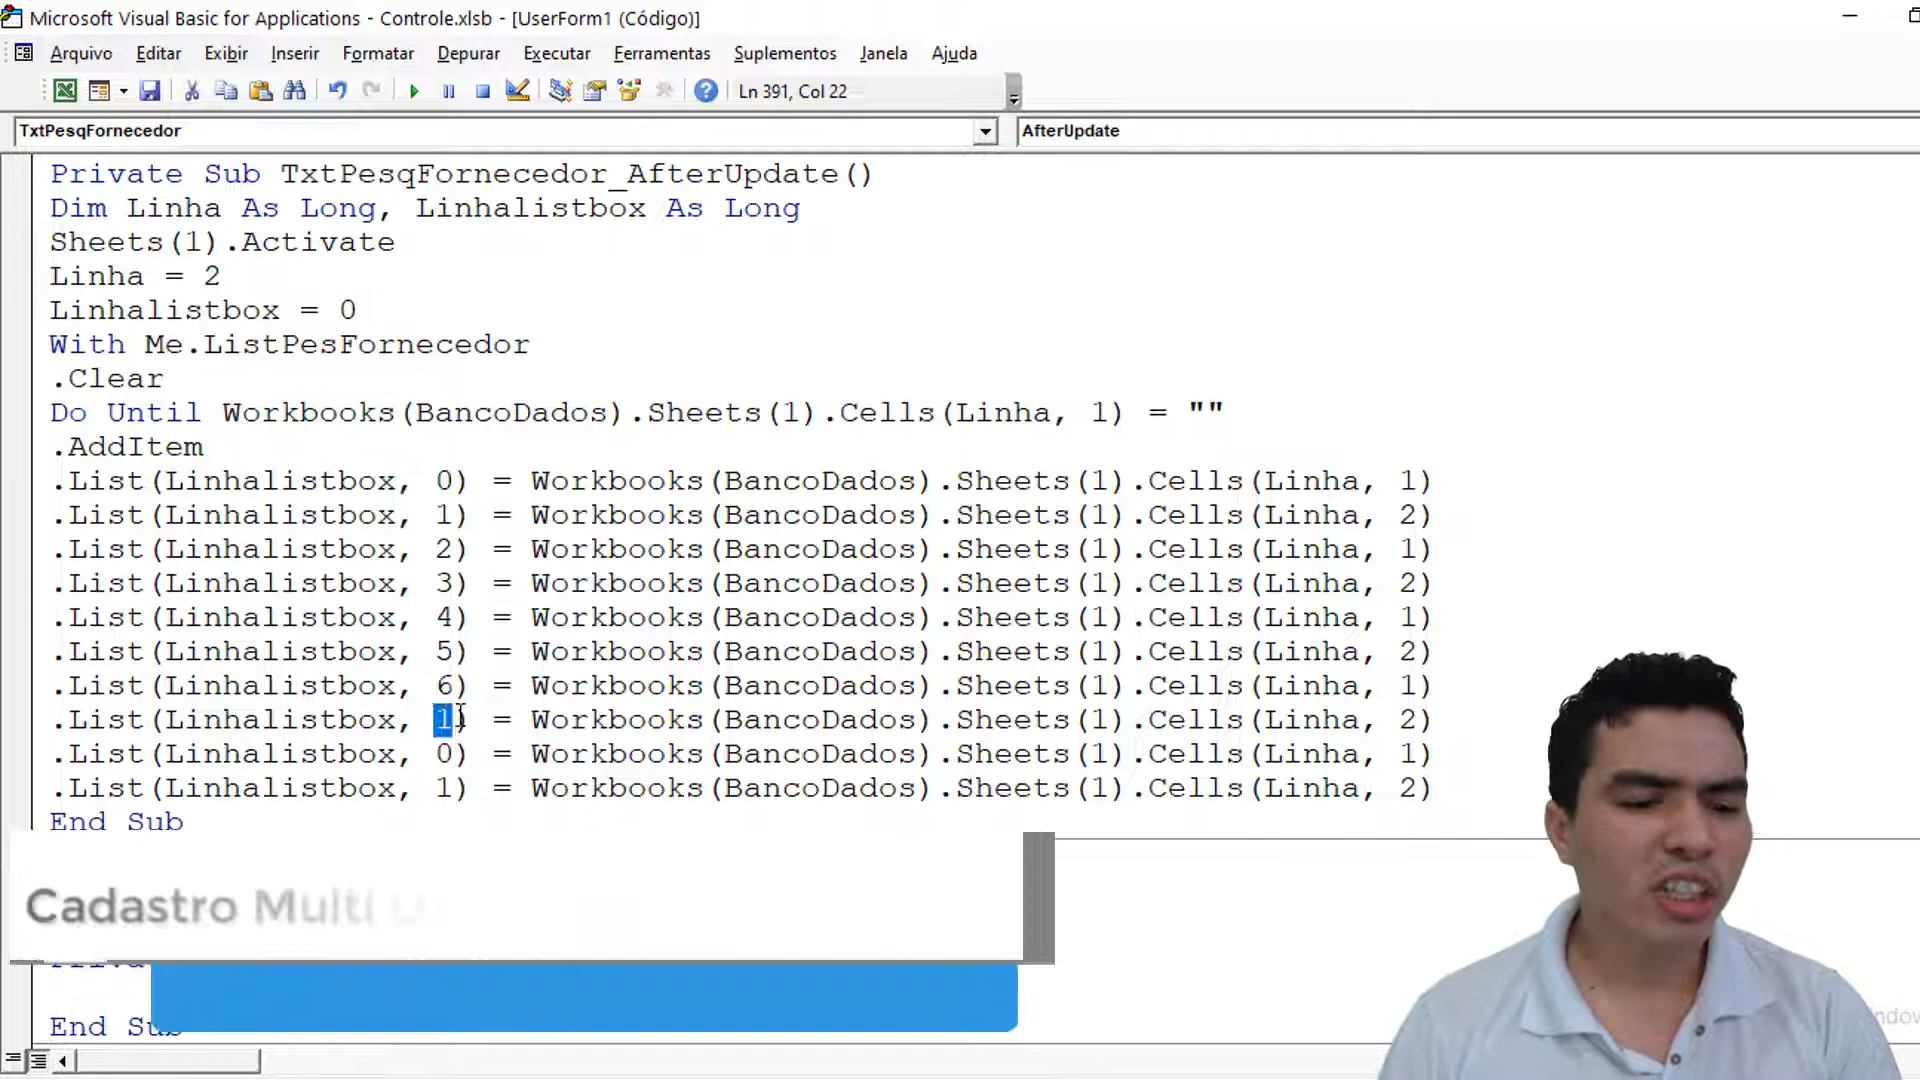 Microsoft Visual Basic for Applications - Controle.xlsb - [UserForm1 (Código)]
Arquivo Editar Exibir Inserir Formatar Depurar Executar Ferramentas Suplementos Janela Ajuda
Ln 391, Col 22
TxtPesqFornecedor AfterUpdate
Private Sub TxtPesqFornecedor_AfterUpdate()
Dim Linha As Long, Linhalistbox As Long
Sheets(1).Activate
Linha = 2
Linhalistbox = 0
With Me.ListPesFornecedor
.Clear
Do Until Workbooks(BancoDados).Sheets(1).Cells(Linha, 1) = ""
.AddItem
.List(Linhalistbox, 0) = Workbooks(BancoDados).Sheets(1).Cells(Linha, 1)
.List(Linhalistbox, 1) = Workbooks(BancoDados).Sheets(1).Cells(Linha, 2)
.List(Linhalistbox, 2) = Workbooks(BancoDados).Sheets(1).Cells(Linha, 1)
.List(Linhalistbox, 3) = Workbooks(BancoDados).Sheets(1).Cells(Linha, 2)
.List(Linhalistbox, 4) = Workbooks(BancoDados).Sheets(1).Cells(Linha, 1)
.List(Linhalistbox, 5) = Workbooks(BancoDados).Sheets(1).Cells(Linha, 2)
.List(Linhalistbox, 6) = Workbooks(BancoDados).Sheets(1).Cells(Linha, 1)
.List(Linhalistbox, 1) = Workbooks(BancoDados).Sheets(1).Cells(Linha, 2)
.List(Linhalistbox, 0) = Workbooks(BancoDados).Sheets(1).Cells(Linha, 1)
.List(Linhalistbox, 1) = Workbooks(BancoDados).Sheets(1).Cells(Linha, 2)
End Sub
Cadastro Multi
End Sub